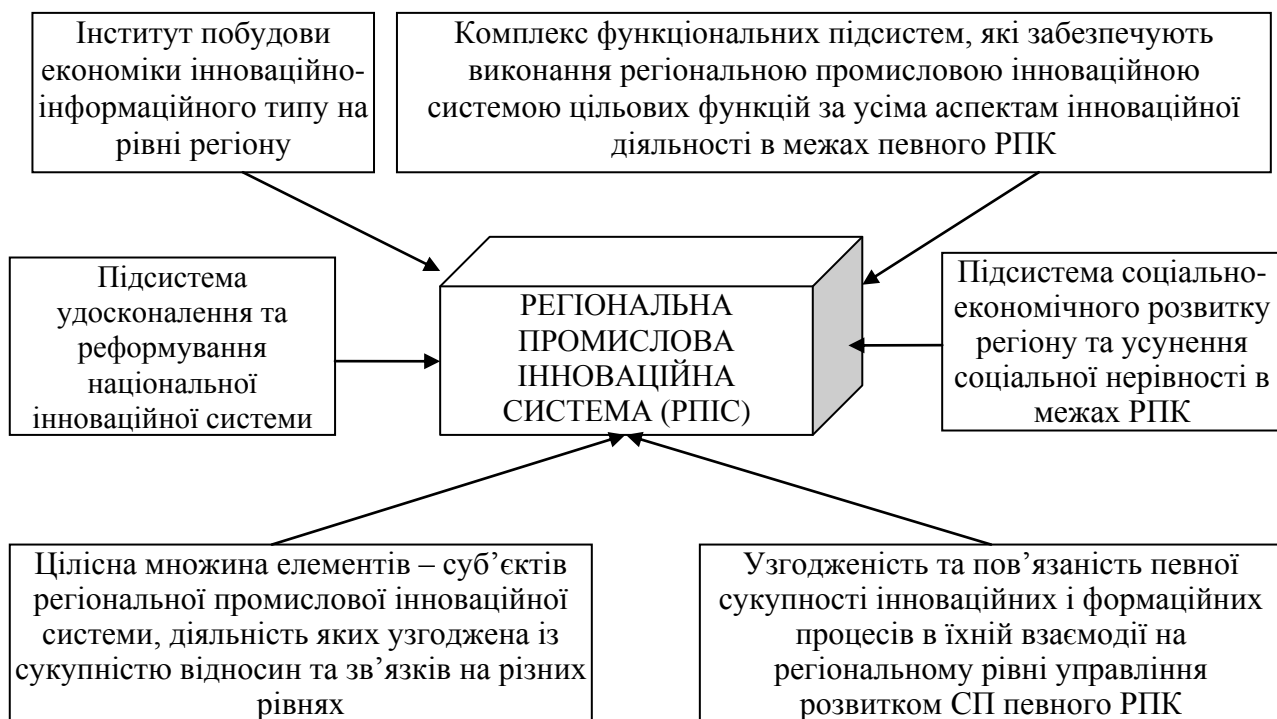 Інститут побудови
економіки інноваційно-
інформаційного типу на
рівні регіону
Комплекс функціональних підсистем, які забезпечують
виконання регіональною промисловою інноваційною
системою цільових функцій за усіма аспектам інноваційної
діяльності в межах певного РПК
Підсистема
удосконалення та
реформування
національної
інноваційної системи
РЕГІОНАЛЬНА
ПРОМИСЛОВА
ІННОВАЦІЙНА
СИСТЕМА (РПІС)
Підсистема соціально-
економічного розвитку
регіону та усунення
соціальної нерівності в
межах РПК
Цілісна множина елементів – суб’єктів
регіональної промислової інноваційної
системи, діяльність яких узгоджена із
сукупністю відносин та зв’язків на різних
рівнях
Узгодженість та пов’язаність певної
сукупності інноваційних і формаційних
процесів в їхній взаємодії на
регіональному рівні управління
розвитком СП певного РПК